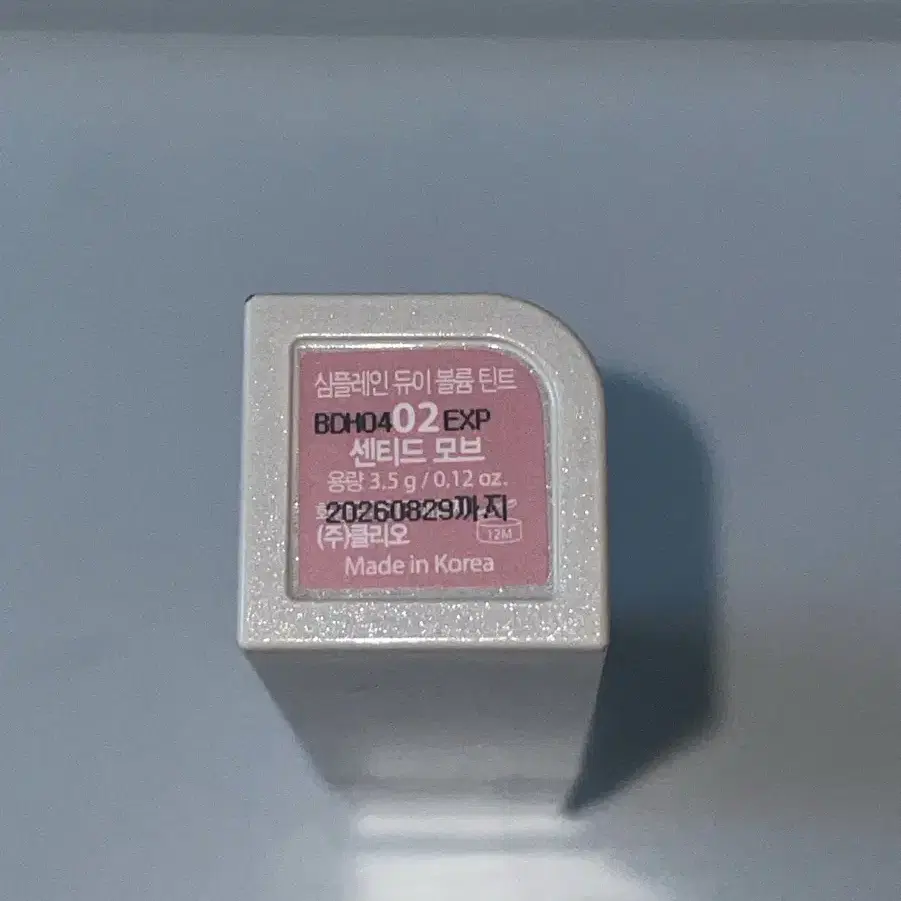 심플레인 듀이 볼륨 틴트
BDH04 02 EXP
센티드 모브
용량 3.5 g / 0.12 oz.
20260829까지
(주)클리오
12M
Made in Korea